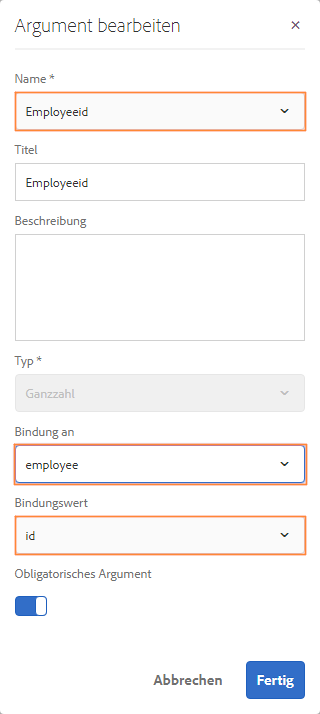 Argument bearbeiten
Name *
Employeeid
Titel
Employeeid
Beschreibung
Typ *
Ganzzahl
Bindung an
employee
Bindungswert
id
Obligatorisches Argument
Abbrechen Fertig